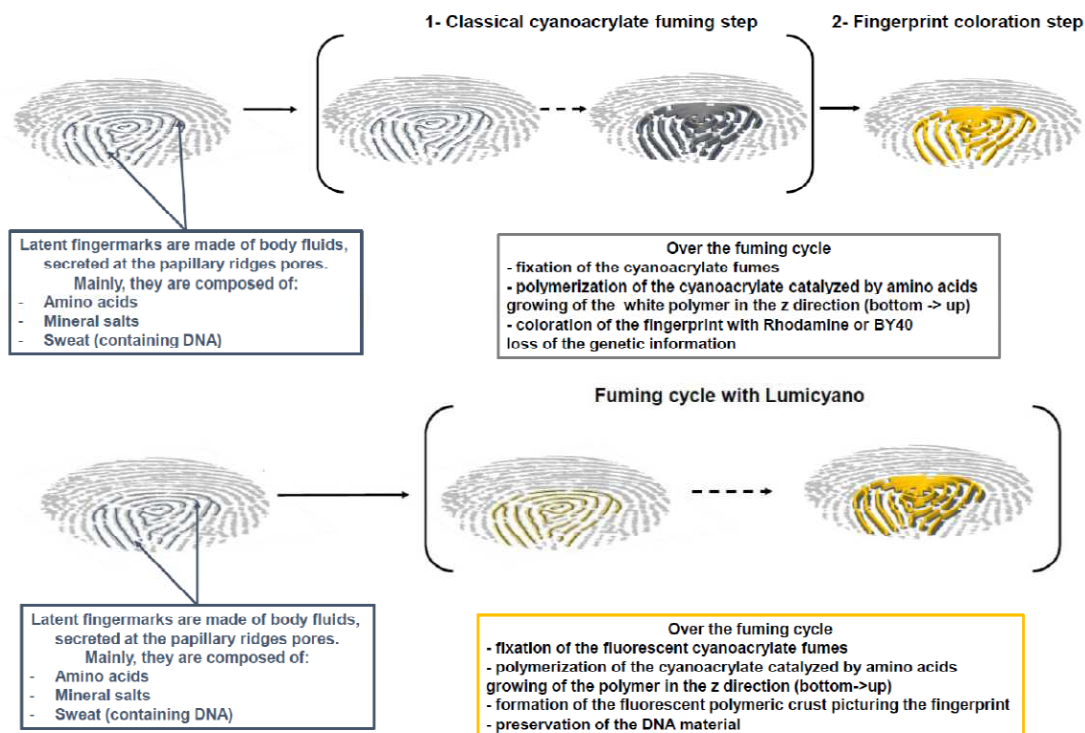 1- Classical cyanoacrylate fuming step
2- Fingerprint coloration step
Latent fingermarks are made of body fluids,
secreted at the papillary ridges pores.
Mainly, they are composed of:
- Amino acids
- Mineral salts
- Sweat (containing DNA)
Over the fuming cycle
- fixation of the cyanoacrylate fumes
- polymerization of the cyanoacrylate catalyzed by amino acids
growing of the white polymer in the z direction (bottom -> up)
- coloration of the fingerprint with Rhodamine or BY40
loss of the genetic information
Fuming cycle with Lumicyano
Latent fingermarks are made of body fluids,
secreted at the papillary ridges pores.
Mainly, they are composed of:
- Amino acids
- Mineral salts
- Sweat (containing DNA)
Over the fuming cycle
- fixation of the fluorescent cyanoacrylate fumes
- polymerization of the cyanoacrylate catalyzed by amino acids
growing of the polymer in the z direction (bottom->up)
- formation of the fluorescent polymeric crust picturing the fingerprint
- preservation of the DNA material